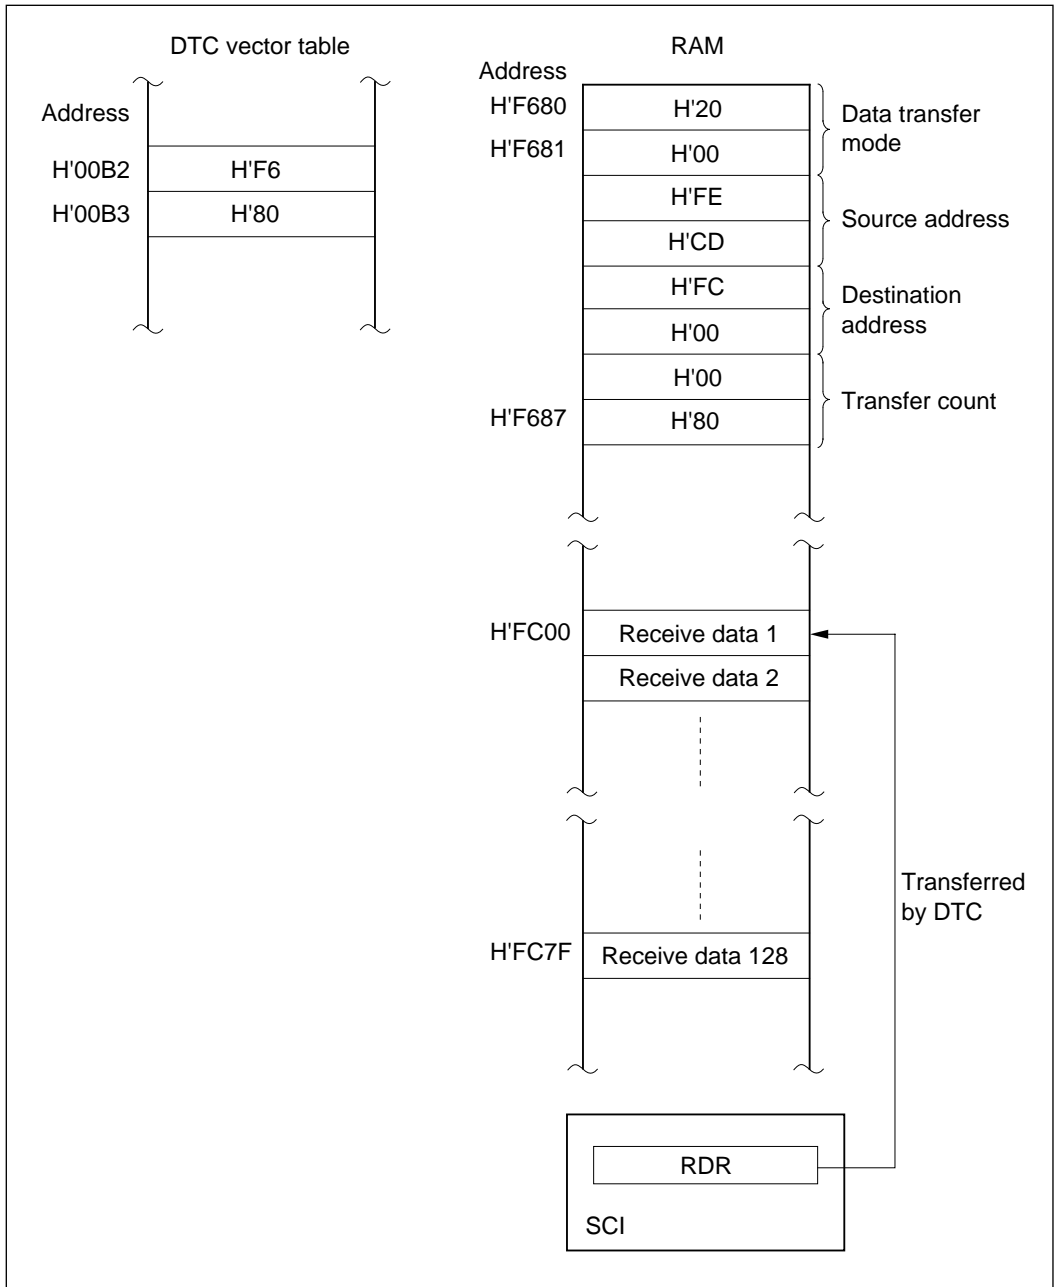 DTC vector table
Address
H'00B2
H'F6
H'00B3
H'80
RAM
Address
H'F680
H'20
H'F681
H'00
Data transfer
mode
H'FE
H'CD
Source address
H'FC
H'00
Destination
address
H'00
H'F687
H'80
Transfer count
H'FC00
Receive data 1
Receive data 2
H'FC7F
Receive data 128
Transferred
by DTC
RDR
SCI